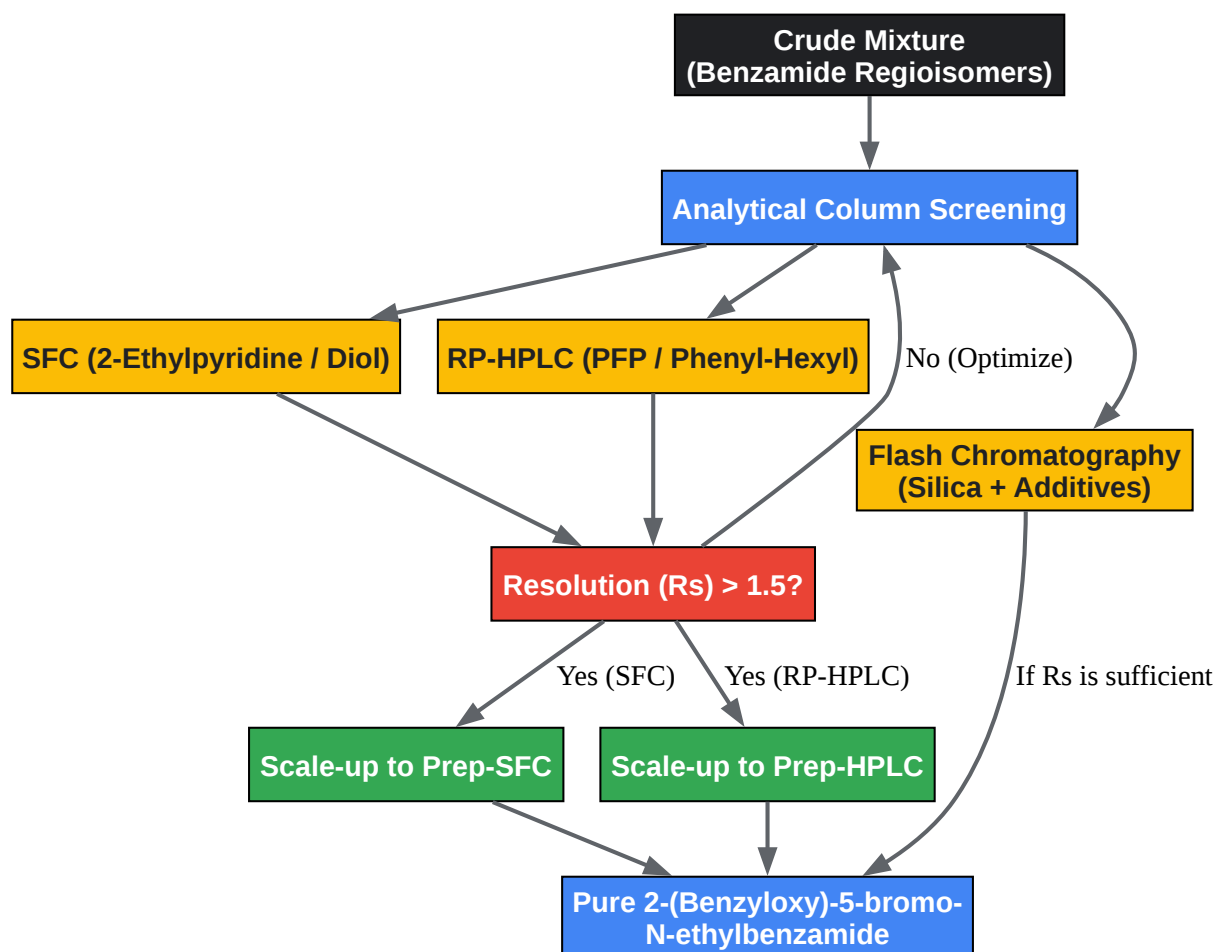 Crude Mixture
(Benzamide Regioisomers)
Analytical Column Screening
SFC (2-Ethylpyridine / Diol)
RP-HPLC (PFP / Phenyl-Hexyl)
No (Optimize)
Flash Chromatography
(Silica + Additives)
Resolution (Rs) > 1.5?
Yes (SFC)
Yes (RP-HPLC)
If Rs is sufficient
Scale-up to Prep-SFC
Scale-up to Prep-HPLC
Pure 2-(Benzyloxy)-5-bromo-
N-ethylbenzamide